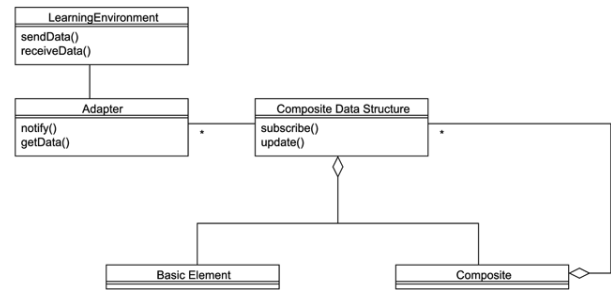 LearningEnvironment
sendData()
receiveData()
Adapter
notify()
getData()
*
Composite Data Structure
subscribe()
update()
*
Basic Element
Composite